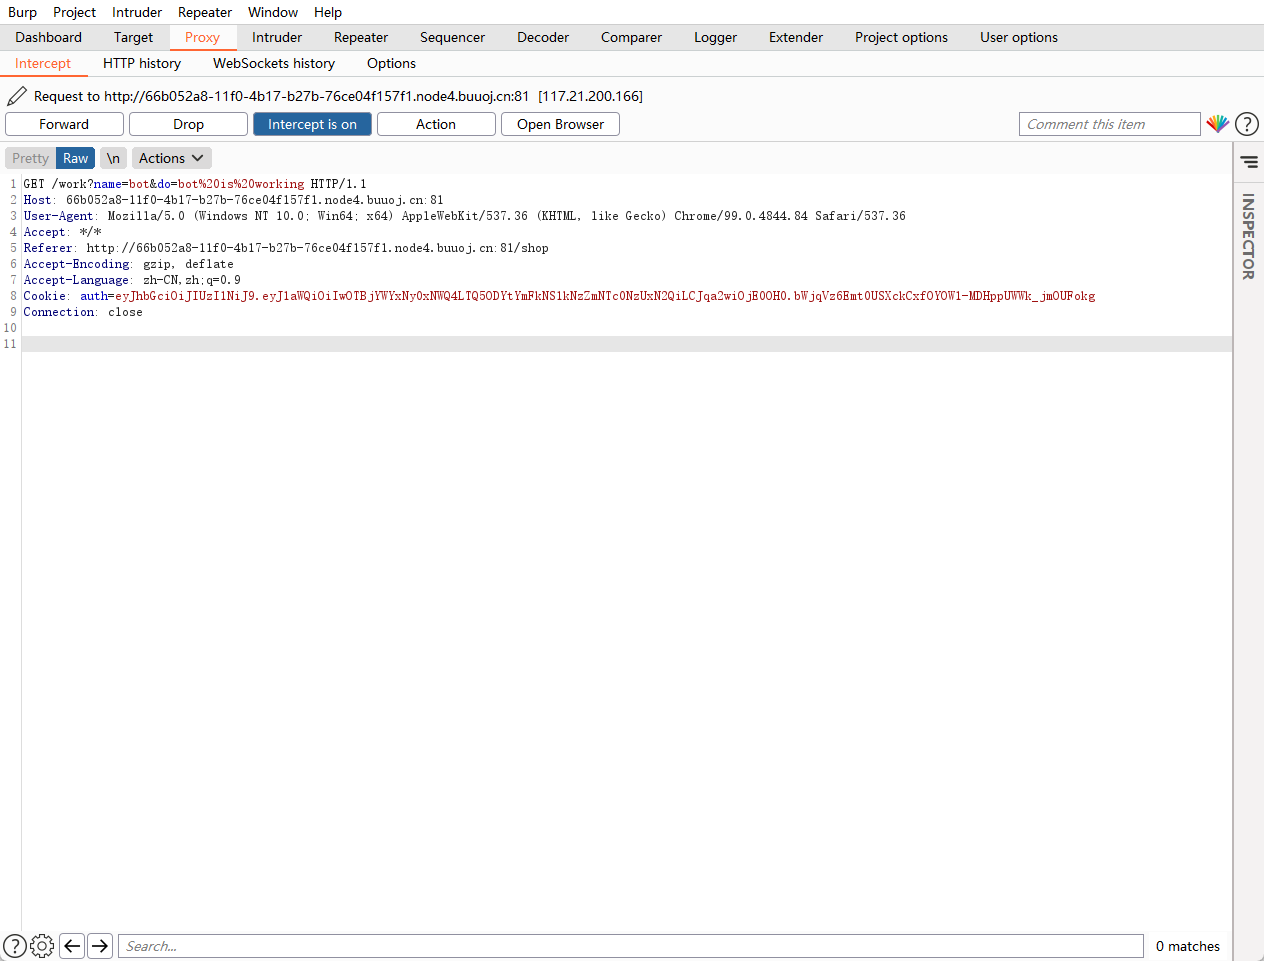 Burp Project Intruder Repeater Window Help
Dashboard Target Proxy Intruder Repeater Sequencer Decoder Comparer Logger Extender Project options User options
Intercept HTTP history WebSockets history Options
Request to http://66b052a8-11f0-4b17-b27b-76ce04f157f1.node4.buuoj.cn:81 [117.21.200.166]
Forward Drop Intercept is on Action Open Browser Comment this item ?
Pretty Raw \n Actions
INSPECTOR
1 GET /work?name=bot&do=bot%20is%20working HTTP/1.1
2 Host: 66b052a8-11f0-4b17-b27b-76ce04f157f1.node4.buuoj.cn:81
3 User-Agent: Mozilla/5.0 (Windows NT 10.0; Win64; x64) AppleWebKit/537.36 (KHTML, like Gecko) Chrome/99.0.4844.84 Safari/537.36
4 Accept: */*
5 Referer: http://66b052a8-11f0-4b17-b27b-76ce04f157f1.node4.buuoj.cn:81/shop
6 Accept-Encoding: gzip, deflate
7 Accept-Language: zh-CN,zh;q=0.9
8 Cookie: auth=eyJhbGciOiJIUzI1NiJ9.eyJ1aWQiOiIwOTBjYWYxNy0xNWQ4LTQ5ODYtYmFkNS1kNzZmNTc0NzUxN2QiLCJqa2wiOjE0OH0.bWjqVz6Emt0USXckCxfOYOW1-MDHppUWWk_jmOUFokg
9 Connection: close
10
11
? Search... 0 matches